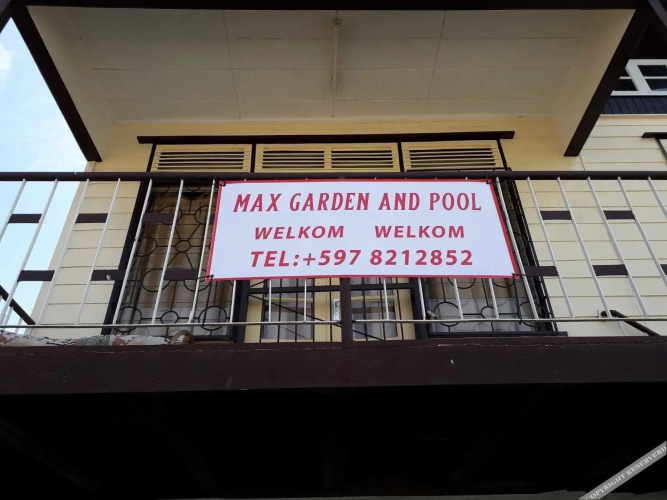 MAX GARDEN AND POOL
WELKOM WELKOM
TEL:+597 8212852
COPYRIGHT RESERVED